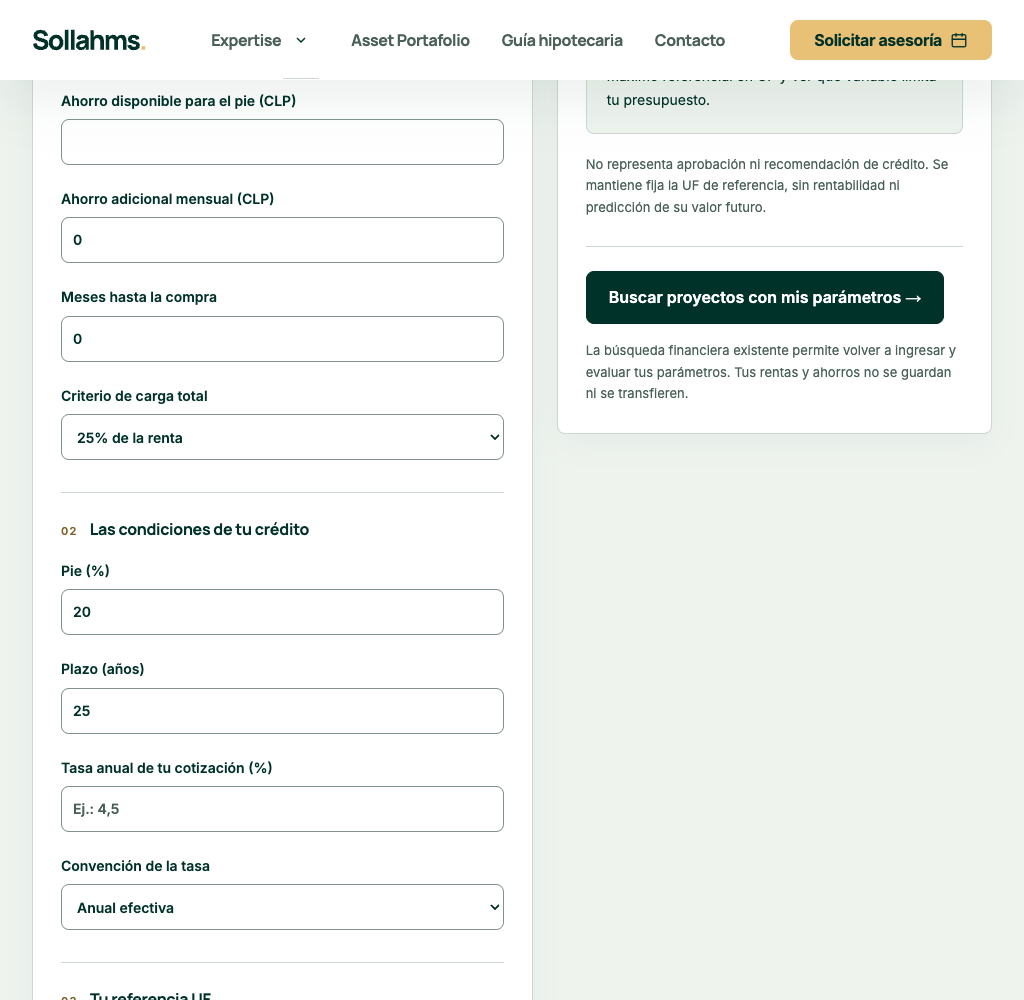 Sollahms.
Expertise
Asset Portafolio
Guía hipotecaria
Contacto
Solicitar asesoría
Ahorro disponible para el pie (CLP)
Ahorro adicional mensual (CLP)
0
Meses hasta la compra
0
Criterio de carga total
25% de la renta
02 Las condiciones de tu crédito
Pie (%)
20
Plazo (años)
25
Tasa anual de tu cotización (%)
Ej.: 4,5
Convención de la tasa
Anual efectiva
03 Tu referencia UF
tu presupuesto.
No representa aprobación ni recomendación de crédito. Se
mantiene fija la UF de referencia, sin rentabilidad ni
predicción de su valor futuro.
Buscar proyectos con mis parámetros →
La búsqueda financiera existente permite volver a ingresar y
evaluar tus parámetros. Tus rentas y ahorros no se guardan
ni se transfieren.